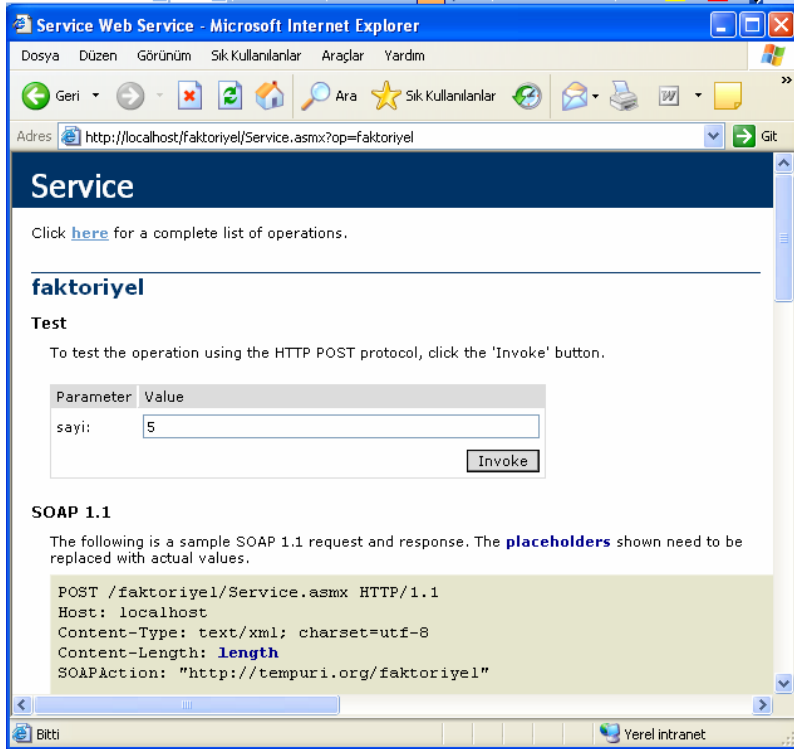 Service Web Service - Microsoft Internet Explorer
Dosya Düzen Görünüm Sık Kullanılanlar Araçlar Yardım
Geri Ara Sık Kullanılanlar »
Adres http://localhost/faktoriyel/Service.asmx?op=faktoriyel Git
Service
Click here for a complete list of operations.
faktoriyel
Test
To test the operation using the HTTP POST protocol, click the 'Invoke' button.
Parameter Value
sayi: 5
Invoke
SOAP 1.1
The following is a sample SOAP 1.1 request and response. The placeholders shown need to be
replaced with actual values.
POST /faktoriyel/Service.asmx HTTP/1.1
Host: localhost
Content-Type: text/xml; charset=utf-8
Content-Length: length
SOAPAction: "http://tempuri.org/faktoriyel"
Bitti Yerel intranet